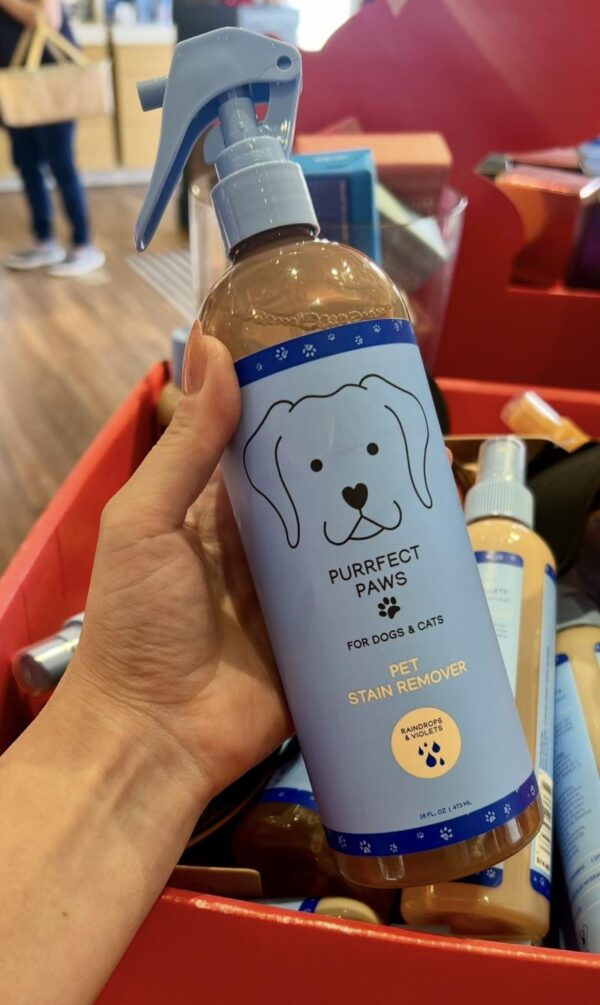 PURRFECT
PAWS
FOR DOGS & CATS
PET
STAIN REMOVER
RAINDROPS
& VIOLETS
16 FL. OZ | 473 ML